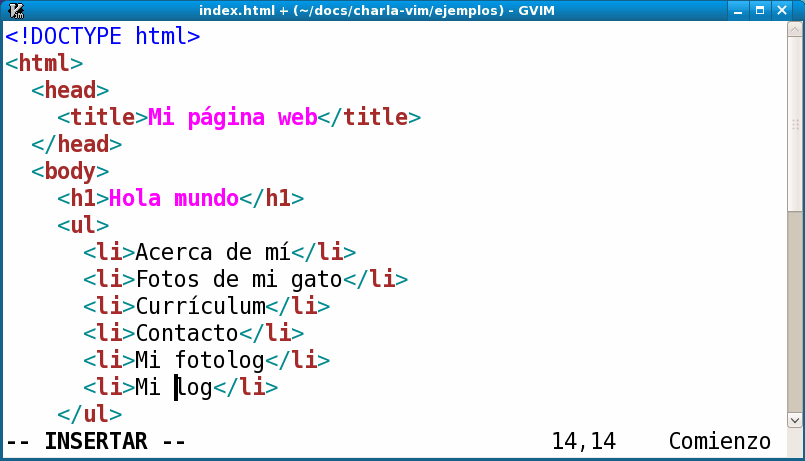 index.html + (~/docs/charla-vim/ejemplos) - GVIM
<!DOCTYPE html>
<html>
  <head>
    <title>Mi página web</title>
  </head>
  <body>
    <h1>Hola mundo</h1>
    <ul>
      <li>Acerca de mí</li>
      <li>Fotos de mi gato</li>
      <li>Currículum</li>
      <li>Contacto</li>
      <li>Mi fotolog</li>
      <li>Mi log</li>
    </ul>
-- INSERTAR -- 14,14 Comienzo